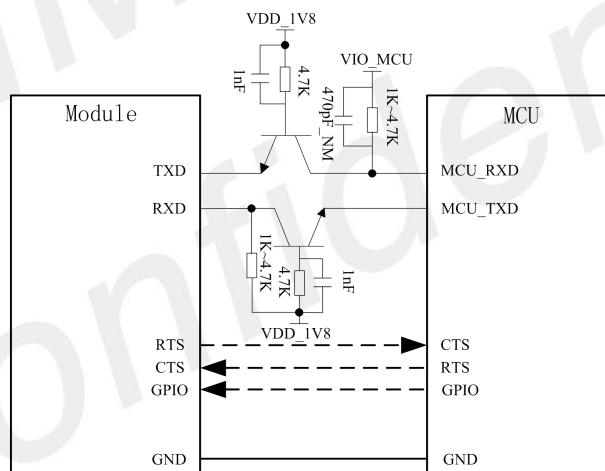 VDD_1V8
1nF
4.7K
VIO_MCU
470pF_NM
1K~4.7K
Module
MCU
TXD
MCU_RXD
RXD
MCU_TXD
1K~4.7K
4.7K
1nF
VDD_1V8
RTS
CTS
CTS
RTS
GPIO
GPIO
GND
GND
onfiden